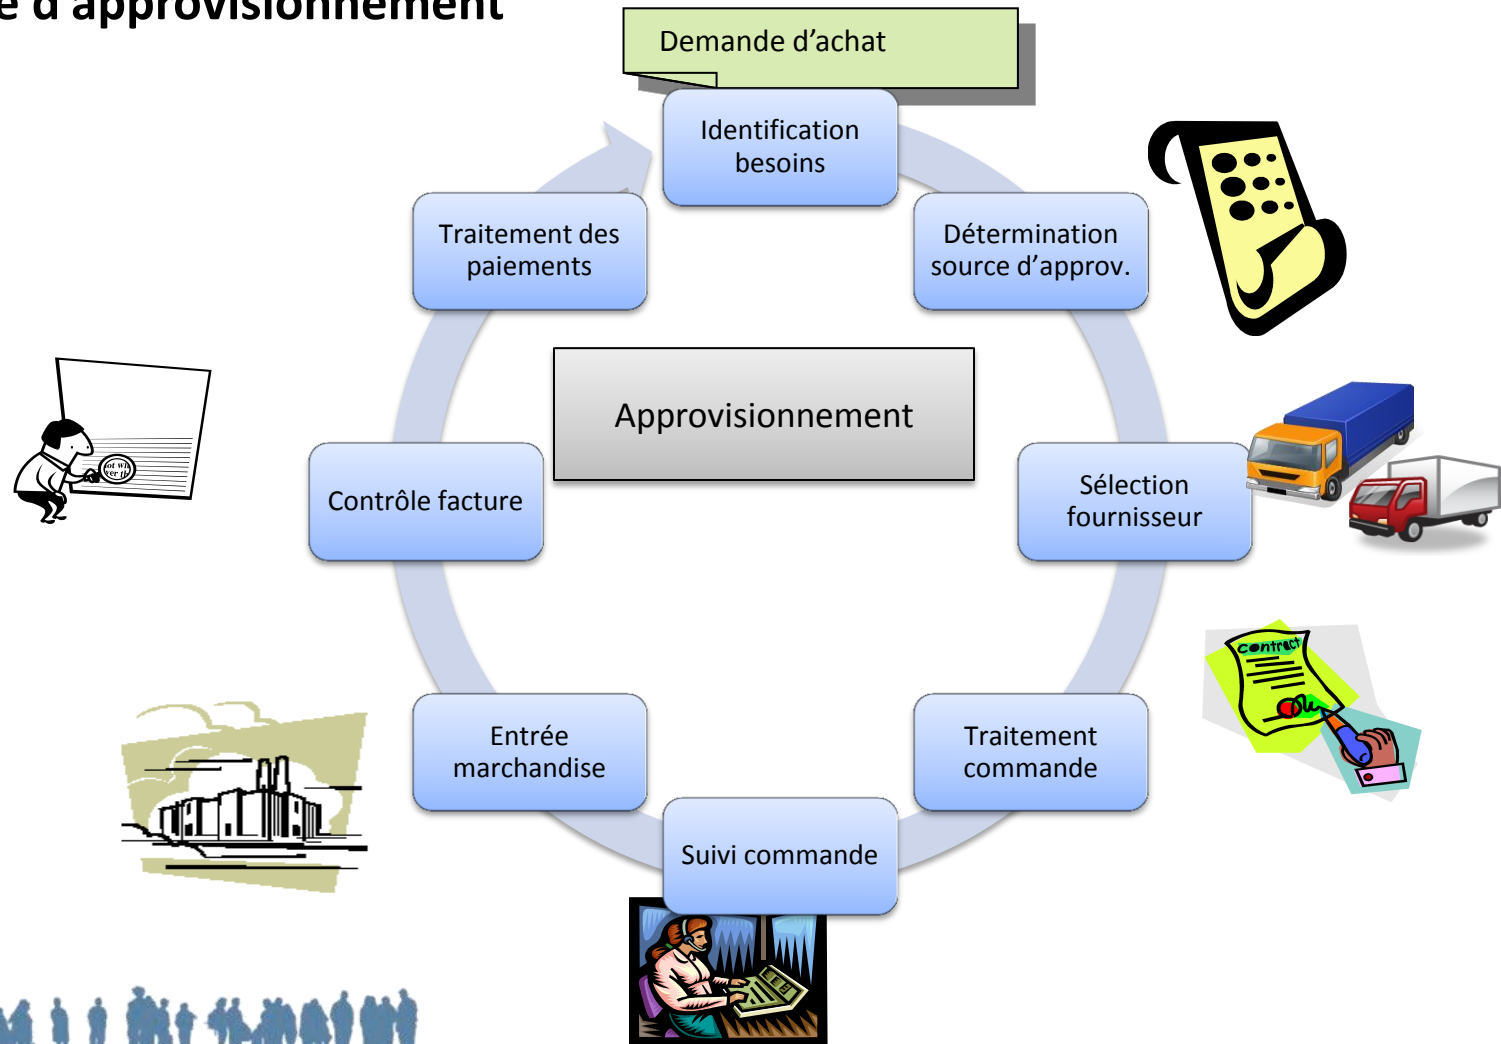 e d'approvisionnement
Demande d’achat
Identification
besoins
Détermination
source d’approv.
Sélection
fournisseur
Traitement
commande
Suivi commande
Entrée
marchandise
Contrôle facture
Traitement des
paiements
Approvisionnement
contract